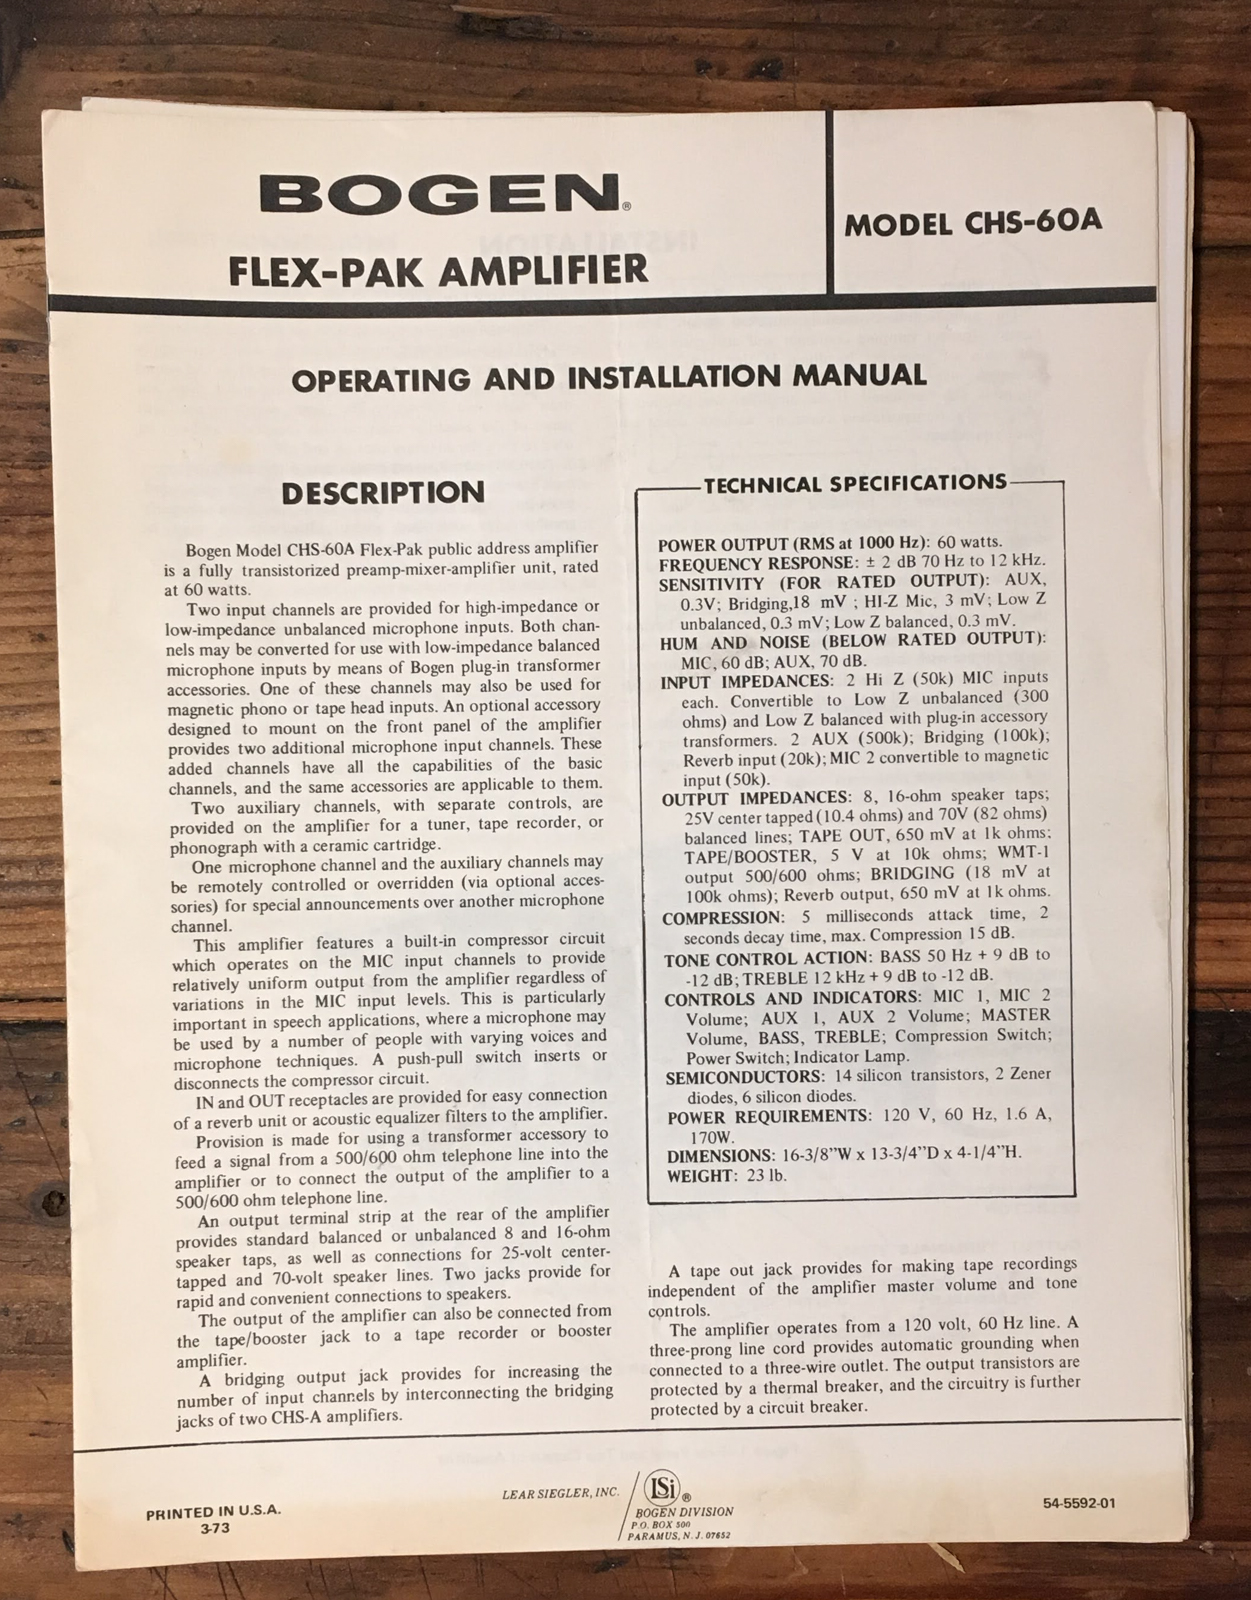 BOGEN®
FLEX-PAK AMPLIFIER
MODEL CHS-60A
OPERATING AND INSTALLATION MANUAL
DESCRIPTION
Bogen Model CHS-60A Flex-Pak public address amplifier
is a fully transistorized preamp-mixer-amplifier unit, rated
at 60 watts.
Two input channels are provided for high-impedance or
low-impedance unbalanced microphone inputs. Both chan-
nels may be converted for use with low-impedance balanced
microphone inputs by means of Bogen plug-in transformer
accessories. One of these channels may also be used for
magnetic phono or tape head inputs. An optional accessory
designed to mount on the front panel of the amplifier
provides two additional microphone input channels. These
added channels have all the capabilities of the basic
channels, and the same accessories are applicable to them.
Two auxiliary channels, with separate controls, are
provided on the amplifier for a tuner, tape recorder, or
phonograph with a ceramic cartridge.
One microphone channel and the auxiliary channels may
be remotely controlled or overridden (via optional acces-
sories) for special announcements over another microphone
channel.
This amplifier features a built-in compressor circuit
which operates on the MIC input channels to provide
relatively uniform output from the amplifier regardless of
variations in the MIC input levels. This is particularly
important in speech applications, where a microphone may
be used by a number of people with varying voices and
microphone techniques. A push-pull switch inserts or
disconnects the compressor circuit.
IN and OUT receptacles are provided for easy connection
of a reverb unit or acoustic equalizer filters to the amplifier.
Provision is made for using a transformer accessory to
feed a signal from a 500/600 ohm telephone line into the
amplifier or to connect the output of the amplifier to a
500/600 ohm telephone line.
An output terminal strip at the rear of the amplifier
provides standard balanced or unbalanced 8 and 16-ohm
speaker taps, as well as connections for 25-volt center-
tapped and 70-volt speaker lines. Two jacks provide for
rapid and convenient connections to speakers.
The output of the amplifier can also be connected from
the tape/booster jack to a tape recorder or booster
amplifier.
A bridging output jack provides for increasing the
number of input channels by interconnecting the bridging
jacks of two CHS-A amplifiers.
TECHNICAL SPECIFICATIONS
POWER OUTPUT (RMS at 1000 Hz): 60 watts.
FREQUENCY RESPONSE: ± 2 dB 70 Hz to 12 kHz.
SENSITIVITY (FOR RATED OUTPUT): AUX,
0.3V; Bridging,18 mV ; HI-Z Mic, 3 mV; Low Z
unbalanced, 0.3 mV; Low Z balanced, 0.3 mV.
HUM AND NOISE (BELOW RATED OUTPUT):
MIC, 60 dB; AUX, 70 dB.
INPUT IMPEDANCES: 2 Hi Z (50k) MIC inputs
each. Convertible to Low Z unbalanced (300
ohms) and Low Z balanced with plug-in accessory
transformers. 2 AUX (500k); Bridging (100k);
Reverb input (20k); MIC 2 convertible to magnetic
input (50k).
OUTPUT IMPEDANCES: 8, 16-ohm speaker taps;
25V center tapped (10.4 ohms) and 70V (82 ohms)
balanced lines; TAPE OUT, 650 mV at 1k ohms;
TAPE/BOOSTER, 5 V at 10k ohms; WMT-1
output 500/600 ohms; BRIDGING (18 mV at
100k ohms); Reverb output, 650 mV at 1k ohms.
COMPRESSION: 5 milliseconds attack time, 2
seconds decay time, max. Compression 15 dB.
TONE CONTROL ACTION: BASS 50 Hz + 9 dB to
-12 dB; TREBLE 12 kHz + 9 dB to -12 dB.
CONTROLS AND INDICATORS: MIC 1, MIC 2
Volume; AUX 1, AUX 2 Volume; MASTER
Volume, BASS, TREBLE; Compression Switch;
Power Switch; Indicator Lamp.
SEMICONDUCTORS: 14 silicon transistors, 2 Zener
diodes, 6 silicon diodes.
POWER REQUIREMENTS: 120 V, 60 Hz, 1.6 A,
170W.
DIMENSIONS: 16-3/8"W x 13-3/4"D x 4-1/4"H.
WEIGHT: 23 lb.
A tape out jack provides for making tape recordings
independent of the amplifier master volume and tone
controls.
The amplifier operates from a 120 volt, 60 Hz line. A
three-prong line cord provides automatic grounding when
connected to a three-wire outlet. The output transistors are
protected by a thermal breaker, and the circuitry is further
protected by a circuit breaker.
PRINTED IN U.S.A.
3-73
LEAR SIEGLER, INC.
LSi®
BOGEN DIVISION
P.O. BOX 500
PARAMUS, N. J. 07652
54-5592-01